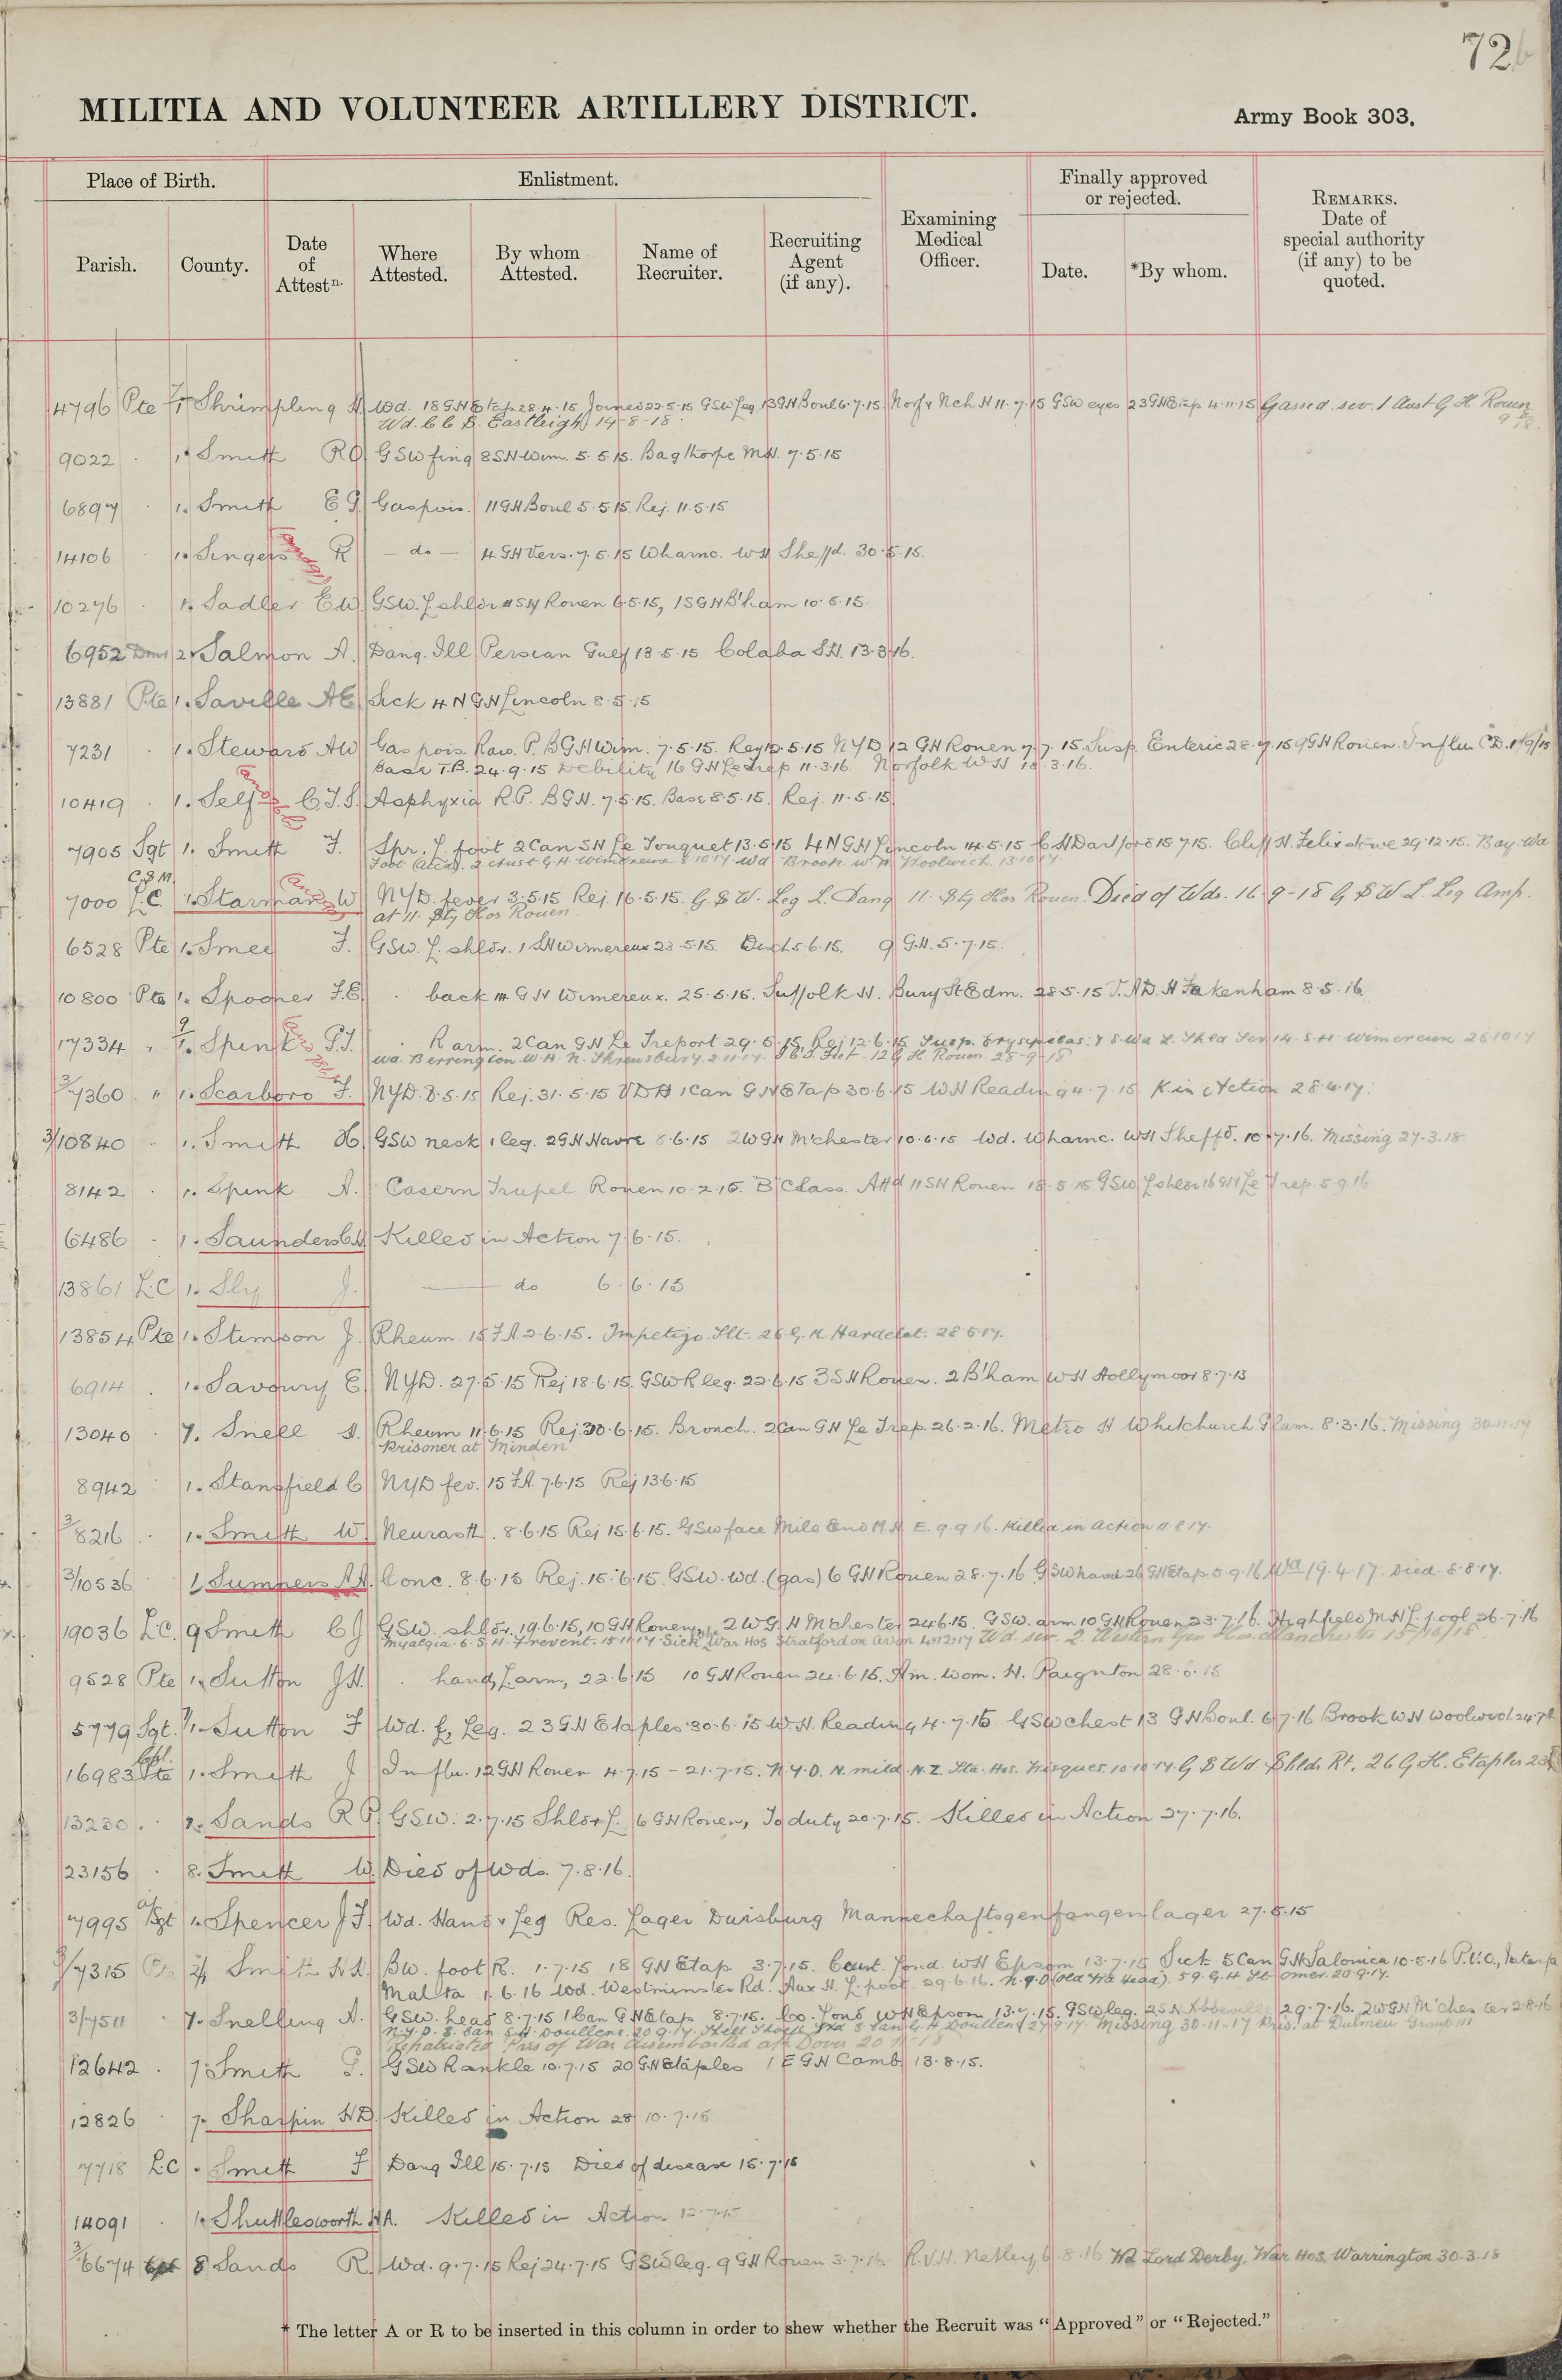 72b
MILITIA AND VOLUNTEER ARTILLERY DISTRICT.
Army Book 303.
Place of Birth.
Enlistment.
Finally approved or rejected.
Parish.
County.
Date of Attestn.
Where Attested.
By whom Attested.
Name of Recruiter.
Recruiting Agent (if any).
Examining Medical Officer.
Date.
*By whom.
REMARKS. Date of special authority (if any) to be quoted.
4796 Pte Shrimpling H Wd. 18 GH Etap. 28.4.15 Joined 22.5.15 GSW Leg 13 GH Boul 6.7.15. Norf & Nch H 11.7.15 GSW eyes 23 GH Etap 4.11.15 Gassed. sev. 1 Aust G H. Rouen
Wd. C C D. Eastleigh 14-8-18.
9022 . 1. Smith RO GSW fing 8 SH Wim. 5.5.15. Bagthorpe MH. 7.5.15
6897 . 1. Smith EG Gas pois. 11 GH Boul 5.5.15. Rej. 11.5.15
14106 1. Singers R - do - 4 GH Vers. 7.5.15 Wharnc. WH Sheffd. 30.5.15.
10276 . 1. Sadler EW GSW. L shldr SH Rouen 6.5.15, 1SGH B'ham 10.5.15
6952 Dmr 2 Salmon A. Dang. Ill Persian Gulf 13.5.15 Colaba SH. 13.3.16.
13881 Pte 1. Saville AE Sick 4 N GH Lincoln 8.5.15
7231 . 1. Steward AW Gas pois. Raw. P. BGH Wim. 7.5.15. Rej 12.5.15 NYD 12 GH Rouen 7.7.15. Susp. Enteric 28.7.15 9 GH Rouen. Influ CD.
Base T.B. 24.9.15 Debility 16 GH Le Trep 11.3.16. Norfolk WH 18.3.16.
10419 . 1. Self C.J.S. Asphyxia R.P. BGH. 7.5.15. Base 8.5.15. Rej. 11.5.15
7905 Sgt 1. Smith F. Spr. L. foot 2 Can SH Le Touquet 13.5.15 4 N GH Lincoln 14.5.15 C H Dartford 15.7.15. Cliff H. Felixstowe 29.12.15. Bay. Wd
Foot (Accd). 2 Aust G.H. Wimereux 8.10.17 Wd Brook W H Woolwich 13.10.17.
C.S.M.
7000 L.C. 1. Starman W NYD. fever 3.5.15 Rej. 16.5.15. G.S.W. Leg L. Dang 11. Sty Hos Rouen. Died of Wds. 16-9-18 G S W L. Leg Amp.
at 11. Sty Hos Rouen.
6528 Pte 1. Smee F. GSW. L. shldr. 1 SH Wimereux 23.5.15. Disch 5.6.15. 9 G.H. 5.7.15.
10800 Pte 1. Spooner F.E. . back GH Wimereux. 25.5.15. Suffolk H. Bury St Edm. 28.5.15 H Fakenham 8.5.16.
17334 . Spinks P.J. . R arm. 2 Can GH Le Treport 29.5.15. Rej 12.6.15 Susp. Erysipelas: 14 S H Wimereux 26.10.17
Wd. Berrington W.H. N. Shrewsbury 2.11.17. 12 G H. Rouen 28-9-18
3/7360 " 1. Scarboro F. NYD. 8.5.15 Rej. 31.5.15 VDH 1 Can GH Etap 30.6.15 WH Reading 4.7.15 K. in Action 28.4.17.
3/10840 . 1. Smith H. GSW neck & leg. 2 GH Havre 8.6.15 2 WGH M'chester 10.6.15 Wd. Wharnc. WH Sheffd. 10.7.16. Missing 27.3.18
8142 . 1. Spink A. Casern Trupel Rouen 10.2.15. B Class. Attd 11 SH Rouen 18.5.15 GSW L shldr 16 GH Le Trep. 5.9.16
6486 . 1. Saunders C.H. Killed in Action 7.6.15.
13861 L.C 1. Sly J. do 6.6.15
13854 Pte 1. Stimpson J. Rheum. 15 FA 2.6.15. Impetigo. Slt. 26 G.H. Hardelot. 28.5.17.
6914 . 1. Savoury E. NYD. 27.5.15 Rej 18.6.15. GSW R leg. 22.6.15 3 SH Rouen. 2 B'ham WH Hollymoor 8.7.15
13040 . 7. Snell S. Rheum 11.6.15 Rej. 30.6.15. Bronch. 2 Can GH Le Trep. 26.2.16. Metro H Whitchurch Glam. 8.3.16. Missing 30.11.17
Prisoner at Minden
8942 1. Stansfield C NYD fev. 15 FA. 7.6.15 Rej 13.6.15
3/8216 . 1. Smith W. Neurasth. 8.6.15 Rej 15.6.15. GSW face Mile End M H. E. 9.9.16. Killed in action 11.8.17.
3/10536 1 Sumners A.H. Conc. 8.6.15 Rej. 15.6.15. GSW. Wd. (gas) 6 GH Rouen 28.7.16 GSW hand 26 GH Etap. 5.9.16 Wd 19.4.17. Died. 8.8.17.
19036 L.C. 9 Smith C J GSW. shldr. 19.6.15, 10 GH Rouen, 2 W G. H M'chester 24.6.15. GSW. arm 10 GH Rouen 23.7.16. Highfield MH L.pool 26.7.16
Myalgia. 6 S H Frevent. 15.11.17 Sick War Hos Stratford on Avon 4.12.17 Wd. sev. 2 Western Gen Hos. Manchester 15/10/18
9528 Pte 1. Sutton J.H. . hand, L. arm, 22.6.15 10 GH Rouen 24.6.15. Am. Wom. H. Paignton 28.6.15
5779 Sgt. 1. Sutton F Wd. L. Leg. 23 GH Etaples 30.6.15 W.H. Reading 4.7.15 GSW chest 13 GH Boul. 6.7.16 Brook WH Woolwich 24.7.16
Cpl.
16983 Pte 1. Smith J Influ. 12 GH Rouen 4.7.15 - 21.7.15. N.Y.D. N. mild. N.Z. Sta. Hos. Wisques. 10.10.17. G S Wd Shldr Rt. 26 G H. Etaples
13230 . 7. Sands R P. GSW. 2.7.15 Shldr L. 6 GH Rouen, To duty 20.7.15. Killed in Action 27.7.16.
23156 . 8. Smith W. Died of Wds. 7.8.16.
7995 A/Sgt 1. Spencer J F. Wd. Hand & Leg Res. Lager Duisburg Mannechaftsgenfangenlager 27.5.15
3/7315 Pte 2/ Smith H.A. BW. foot R. 1.7.15 18 GH Etap 3.7.15. Count. Lond. WH Epsom 13.7.15 Sick 5 Can GH Salonica 10.5.16 P.U.O.,
Malta 1.6.16 Wd. Westminster Rd. Aux H. L.pool. 29.6.16. N.Y.D (old Wd Head). 59. G. H St Omer. 20.9.17.
3/7511 . 7. Snelling A. GSW. head 8.7.15 1 Can GH Etap 8.7.15. Co. Lond WH Epsom 13.7.15. GSW leg. 2 SH Abbeville 29.7.16. 2 WGH M'chester 2.8.16
N.Y.D. 3. Can. S H Doullens. 20.9.17. Shell Shock 3 Can S H Doullens 27.9.17. Missing 30.11.17 Pris. at Dulmen Group III
Repatriated Pris of War disembarked at Dover 20
12642 . 7 Smith G. GSW R ankle 10.7.15 20 GH Etaples 1 E GH Camb. 13.8.15.
12826 . 7. Sharpin H.D. Killed in Action 10.7.15
7718 L.C . Smith F Dang Ill 15.7.15 Died of disease 15.7.15
14091 . 1. Shuttlesworth H.A. Killed in Action 12.7.15
3/6674 8 Sands R. Wd. 9.7.15 Rej 24.7.15 GSW leg. 9 GH Rouen 3.7.16 R.V.H. Netley 6.8.16 Wd Lord Derby. War Hos. Warrington 30.3.18
* The letter A or R to be inserted in this column in order to shew whether the Recruit was "Approved" or "Rejected."